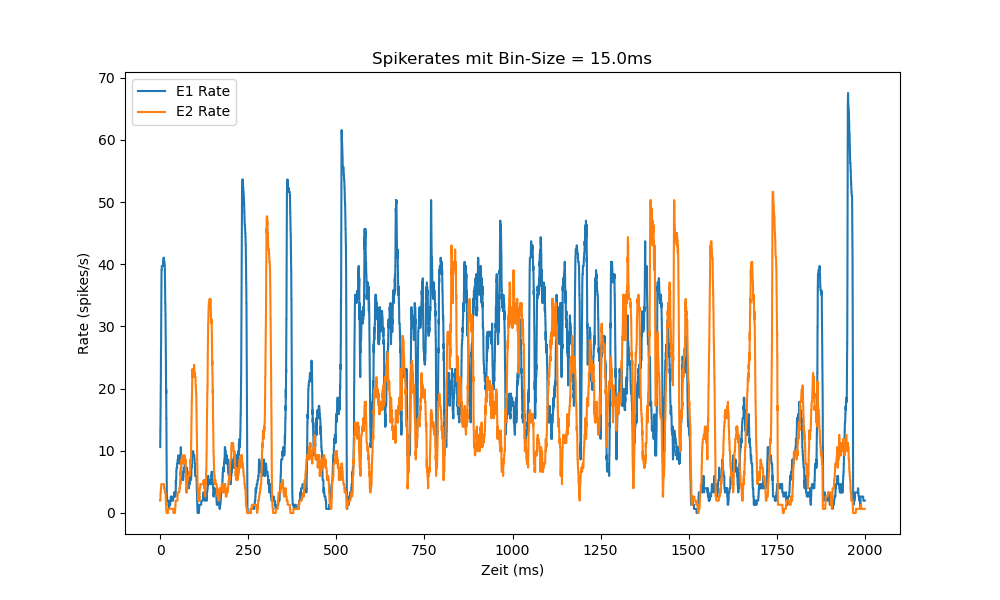 Spikerates mit Bin-Size = 15.0ms
E1 Rate
E2 Rate
70
60
50
40
30
20
10
0
Rate (spikes/s)
0 250 500 750 1000 1250 1500 1750 2000
Zeit (ms)